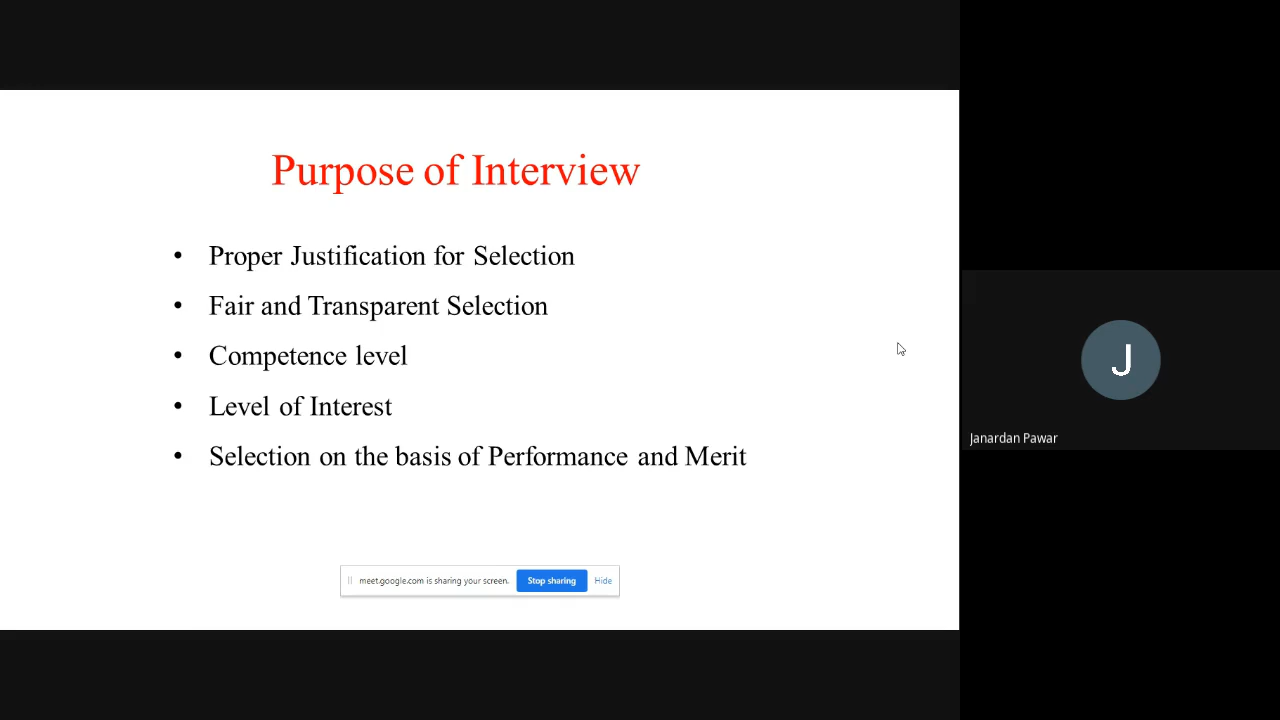 Purpose of Interview
• Proper Justification for Selection
• Fair and Transparent Selection
• Competence level
• Level of Interest
• Selection on the basis of Performance and Merit
meet.google.com is sharing your screen. Stop sharing Hide
J
Janardan Pawar